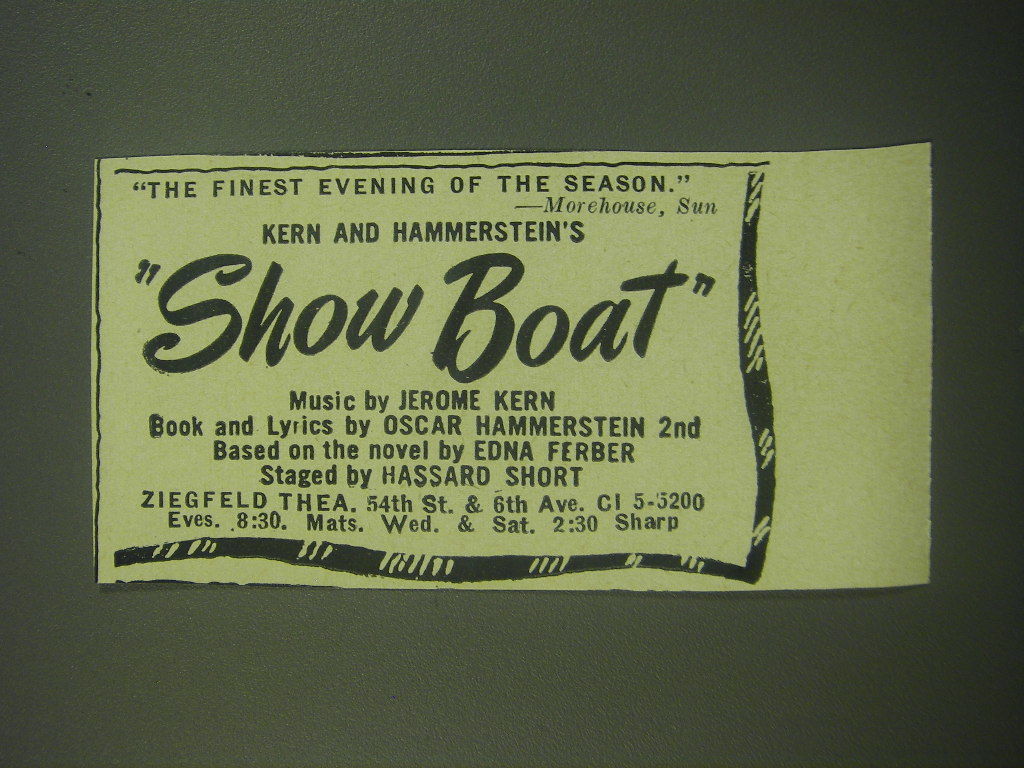 "THE FINEST EVENING OF THE SEASON."
—Morehouse, Sun
KERN AND HAMMERSTEIN'S
"Show Boat"
Music by JEROME KERN
Book and Lyrics by OSCAR HAMMERSTEIN 2nd
Based on the novel by EDNA FERBER
Staged by HASSARD SHORT
ZIEGFELD THEA. 54th St. & 6th Ave. CI 5-5200
Eves. 8:30. Mats. Wed. & Sat. 2:30 Sharp